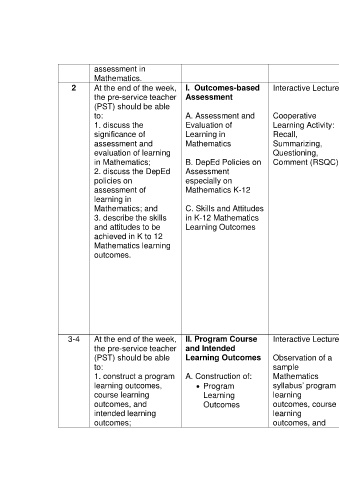 assessment in
Mathematics.
2
At the end of the week,
the pre-service teacher
(PST) should be able
to:
1. discuss the
significance of
assessment and
evaluation of learning
in Mathematics;
2. discuss the DepEd
policies on
assessment of
learning in
Mathematics; and
3. describe the skills
and attitudes to be
achieved in K to 12
Mathematics learning
outcomes.
I. Outcomes-based
Assessment
A. Assessment and
Evaluation of
Learning in
Mathematics
B. DepEd Policies on
Assessment
especially on
Mathematics K-12
C. Skills and Attitudes
in K-12 Mathematics
Learning Outcomes
Interactive Lecture
Cooperative
Learning Activity:
Recall,
Summarizing,
Questioning,
Comment (RSQC)
3-4
At the end of the week,
the pre-service teacher
(PST) should be able
to:
1. construct a program
learning outcomes,
course learning
outcomes, and
intended learning
outcomes;
II. Program Course
and Intended
Learning Outcomes
A. Construction of:
• Program
Learning
Outcomes
Interactive Lecture
Observation of a
sample
Mathematics
syllabus' program
learning
outcomes, course
learning
outcomes, and